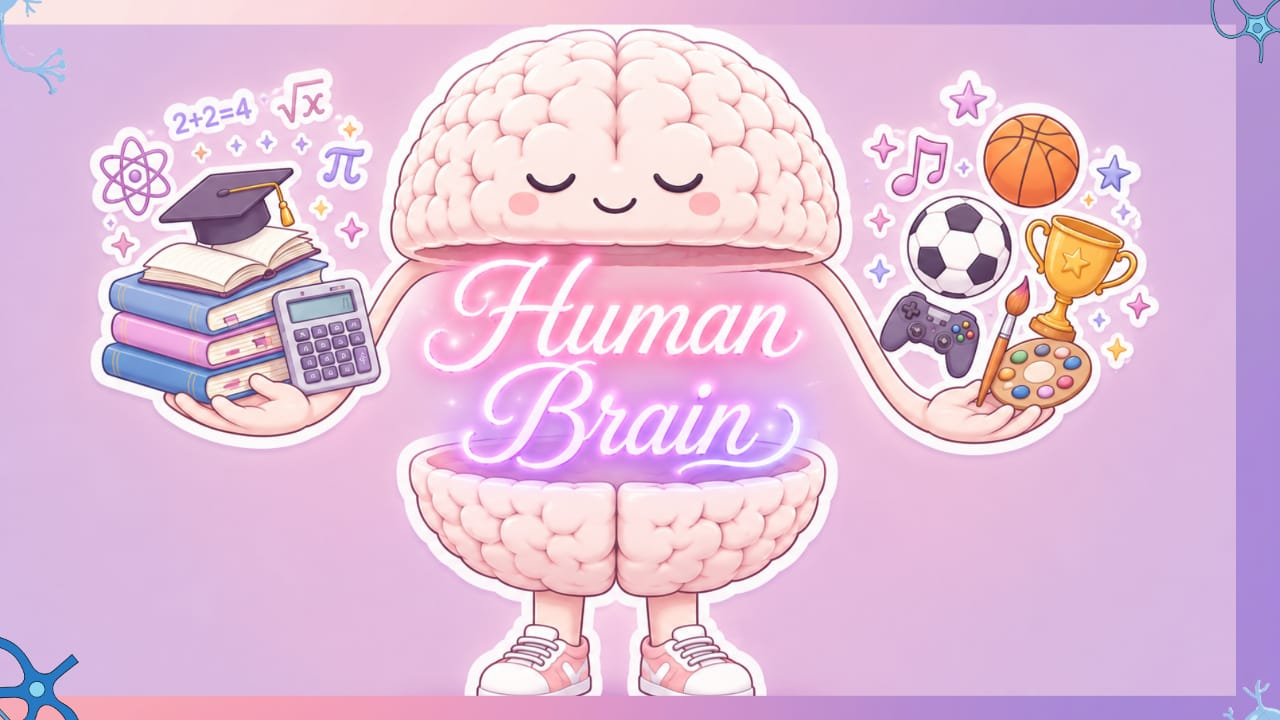 2+2=4
√x
π
Human
Brain